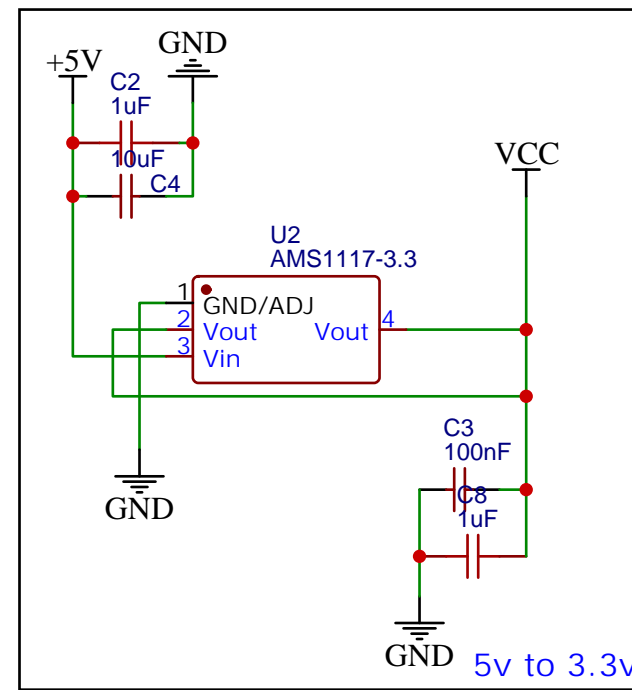 GND
+5V
C2
1uF
10uF
C4
VCC
U2
AMS1117-3.3
1
GND/ADJ
2
Vout
Vout
4
3
Vin
C3
100nF
C8
1uF
GND
GND
5v to 3.3v